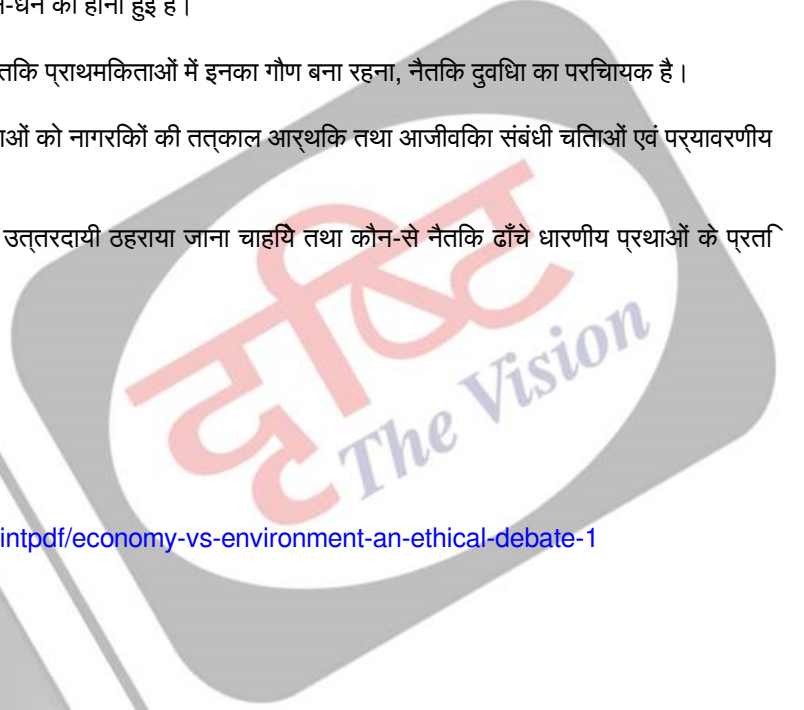 न-धन की हानि हुई है।
तिक प्राथमिकताओं में इनका गौण बना रहना, नैतिक दुविधा का परिचायक है।
ाओं को नागरिकों की तत्काल आर्थिक तथा आजीविका संबंधी चिंताओं एवं पर्यावरणीय
उत्तरदायी ठहराया जाना चाहिये तथा कौन-से नैतिक ढाँचे धारणीय प्रथाओं के प्रति
दृष्टि
The Vision
intpdf/economy-vs-environment-an-ethical-debate-1